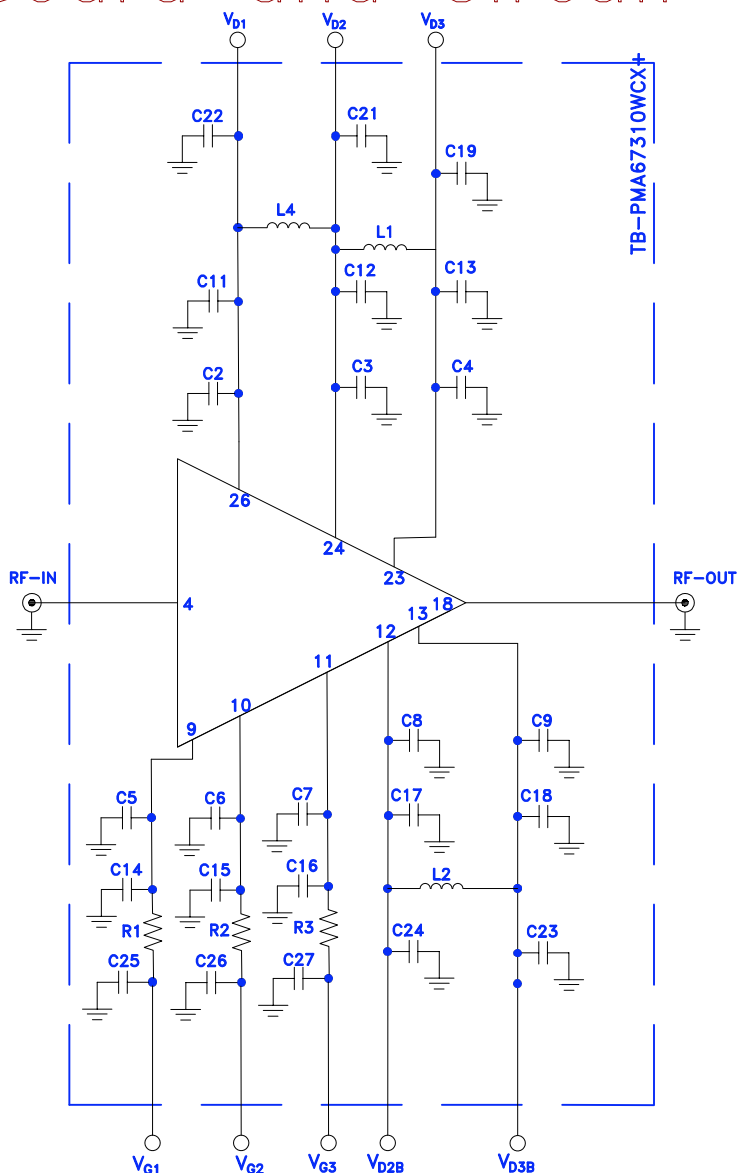 VD1
VD2
VD3
TB-PMA67310WCX+
C22
C21
C19
L4
L1
C11
C12
C13
C2
C3
C4
26
24
23
RF-IN
RF-OUT
4
18
13
12
11
10
9
C8
C9
C5
C6
C7
C17
C18
C14
C15
C16
L2
R1
R2
R3
C24
C23
C25
C26
C27
VG1
VG2
VG3
VD2B
VD3B